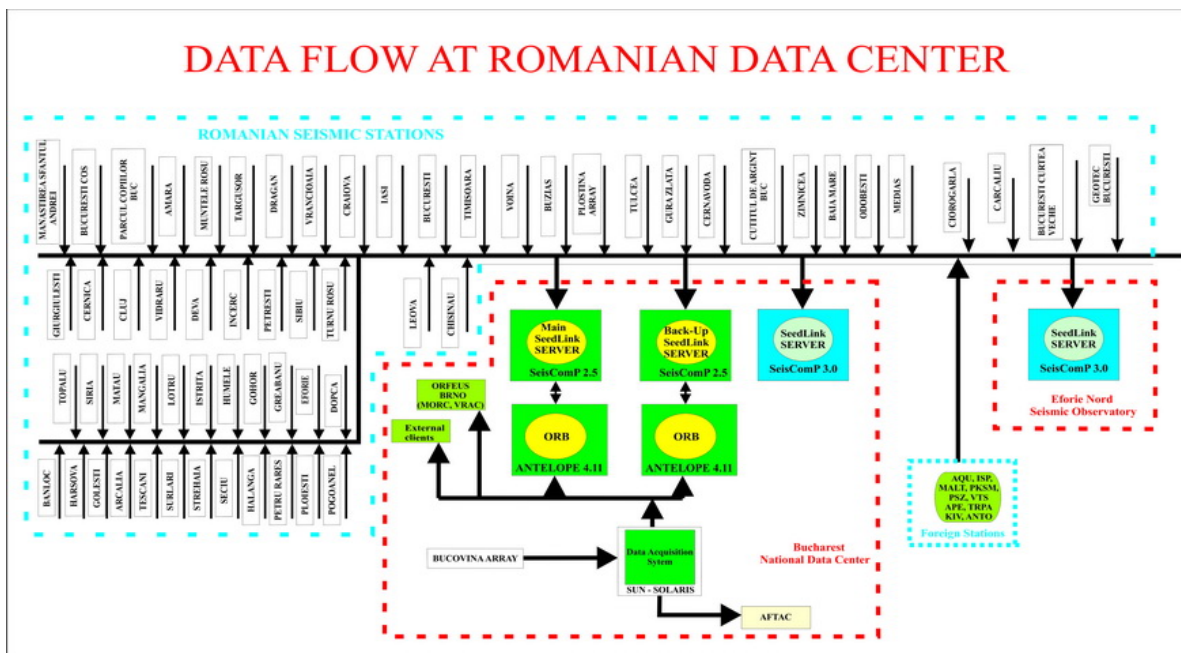 DATA FLOW AT ROMANIAN DATA CENTER
ROMANIAN SEISMIC STATIONS
MANASTIREA SFANTUL
ANDREI
BUCURESTI COS
PARCUL COPIILOR
BUC
AMARA
MUNTELE ROSU
TARGUSOR
DRAGAN
VRANCIOAIA
CRAIOVA
IASI
BUCURESTI
TIMISOARA
VOINA
BUZIAS
PLOSTINA
ARRAY
TULCEA
GURA ZLATA
CERNAVODA
CUTITUL DE ARGINT
BUC
ZIMNICEA
BAIA MARE
ODOBESTI
MEDIAS
CIOROGARLA
CARCALIU
BUCURESTI CURTEA
VECHE
GEOTEC
BUCURESTI
GIURGIULESTI
CERNICA
CLUJ
VIDRARU
DEVA
INCERC
PETRESTI
SIBIU
TURNU ROSU
LEOVA
CHISINAU
TOPALU
SIRIA
MATAU
MANGALIA
LOTRU
ISTRITA
HUMELE
GOHOR
GREABANU
EFORIE
DOPCA
BANLOC
HARSOVA
GOLESTI
ARCALIA
TESCANI
SURLARI
STREHAIA
SECIU
HALANGA
PETRU RARES
PLOIESTI
POGOANEL
Main
SeedLink
SERVER
SeisComP 2.5
Back-Up
SeedLink
SERVER
SeisComP 2.5
SeedLink
SERVER
SeisComP 3.0
SeedLink
SERVER
SeisComP 3.0
Eforie Nord
Seismic Observatory
ORFEUS
BRNO
(MORC, VRAC)
External
clients
ORB
ANTELOPE 4.11
ORB
ANTELOPE 4.11
AQU, ISP,
MALT, PKSM,
PSZ, VTS
APE, TRPA
KIV, ANTO
Foreign Stations
BUCOVINA ARRAY
Data Acquisition
Sytem
SUN - SOLARIS
Bucharest
National Data Center
AFTAC